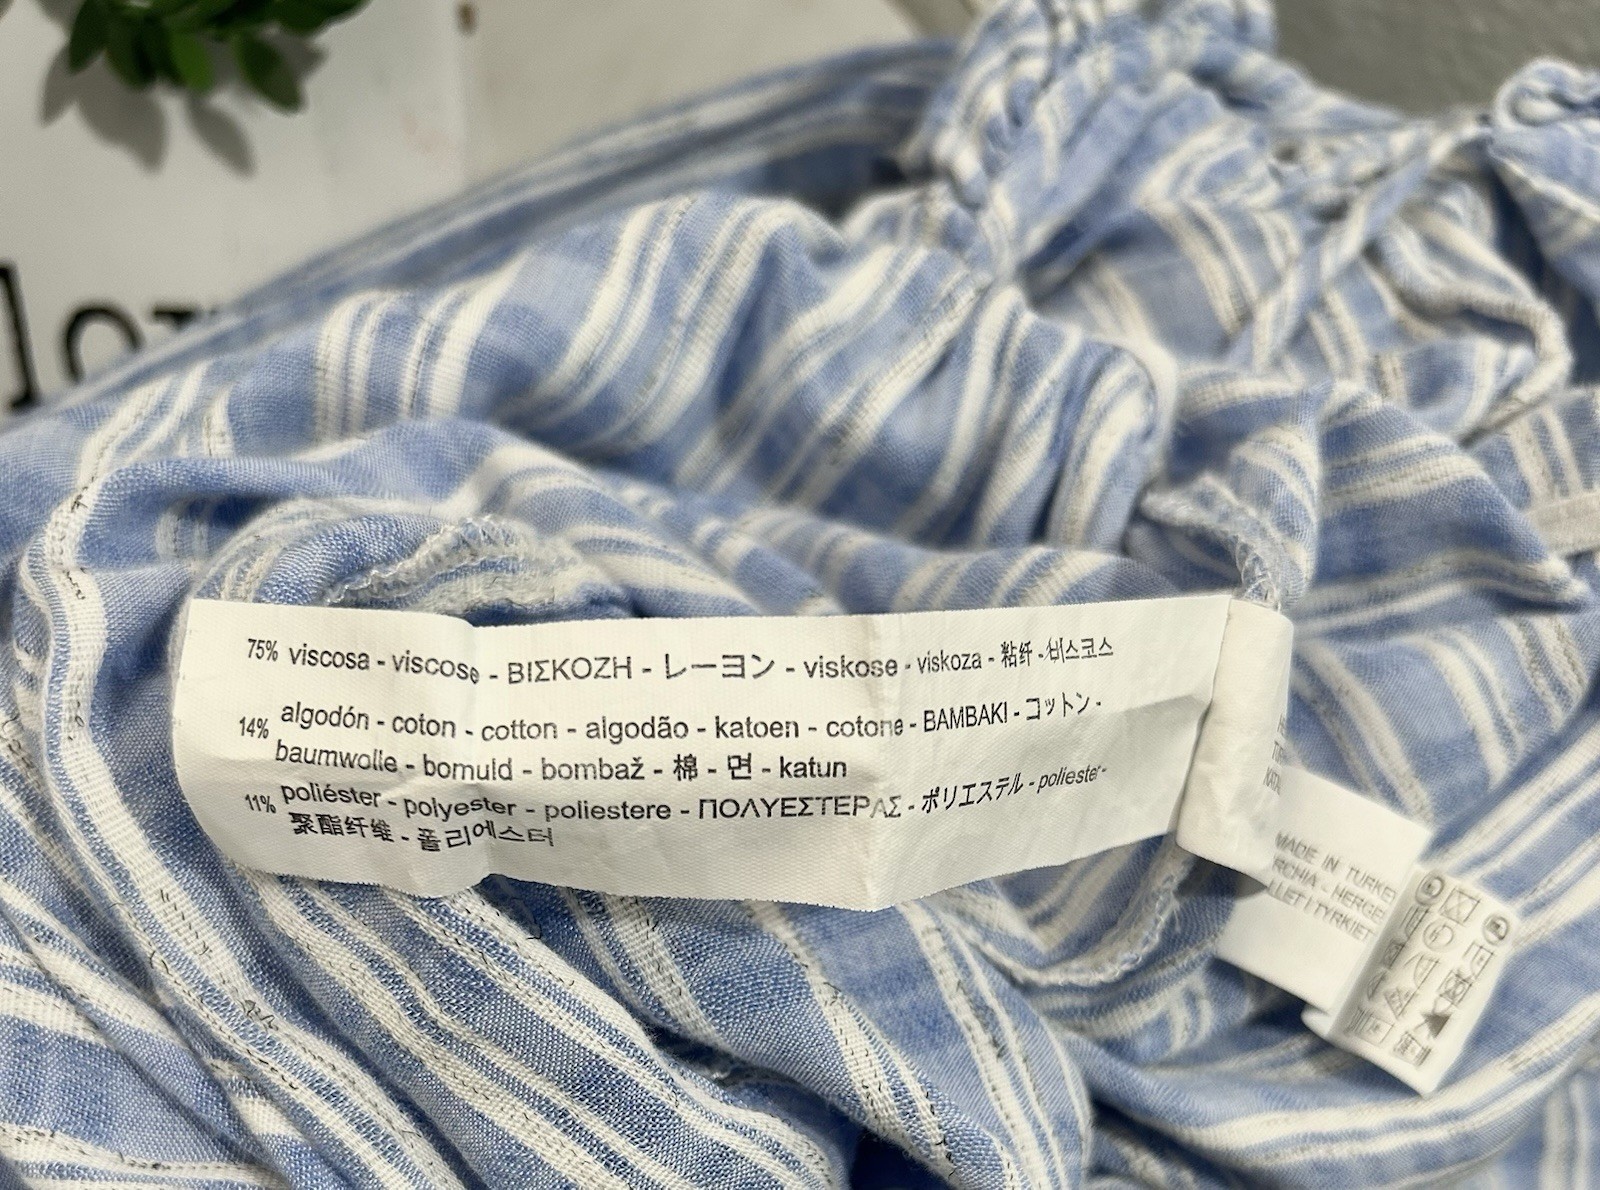 75% viscosa - viscose - ΒΙΣΚΟΖΗ - レーヨン - viskose - viskoza - 粘纤 - 비스코스
14% algodón - coton - cotton - algodão - katoen - cotone - BAMBAKI - コットン -
baumwolle - bomuld - bombaž - 棉 - 면 - katun
11% poliéster - polyester - poliestere - ΠΟΛΥΕΣΤΕΡΑΣ - ポリエステル - poliester -
聚酯纤维 - 폴리에스터
MADE IN TURKEY